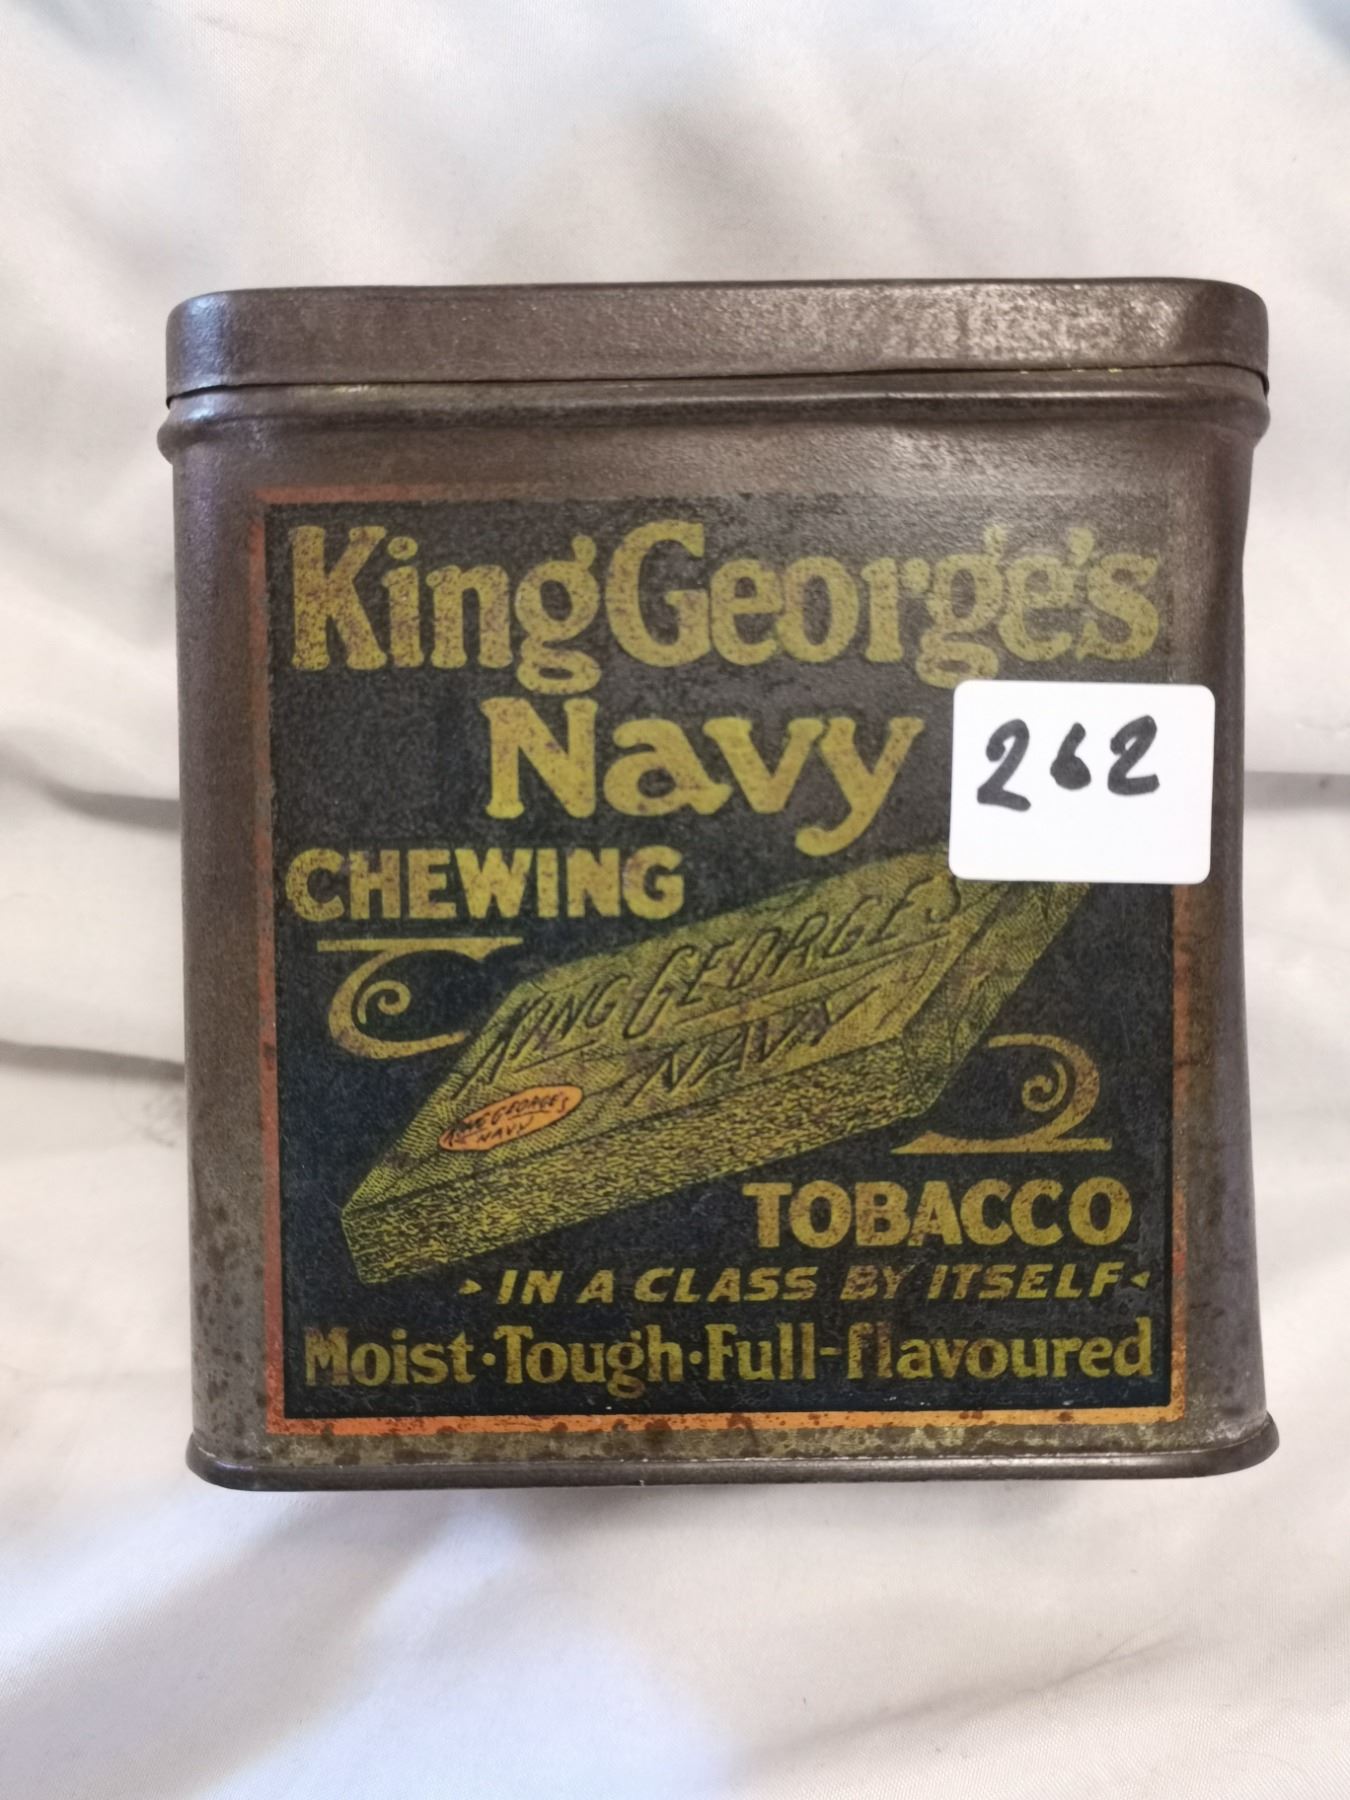 King George's
Navy
262
CHEWING
KING GEORGE'S
NAVY
KING GEORGE'S
NAVY
TOBACCO
IN A CLASS BY ITSELF
Moist·Tough·Full-flavoured